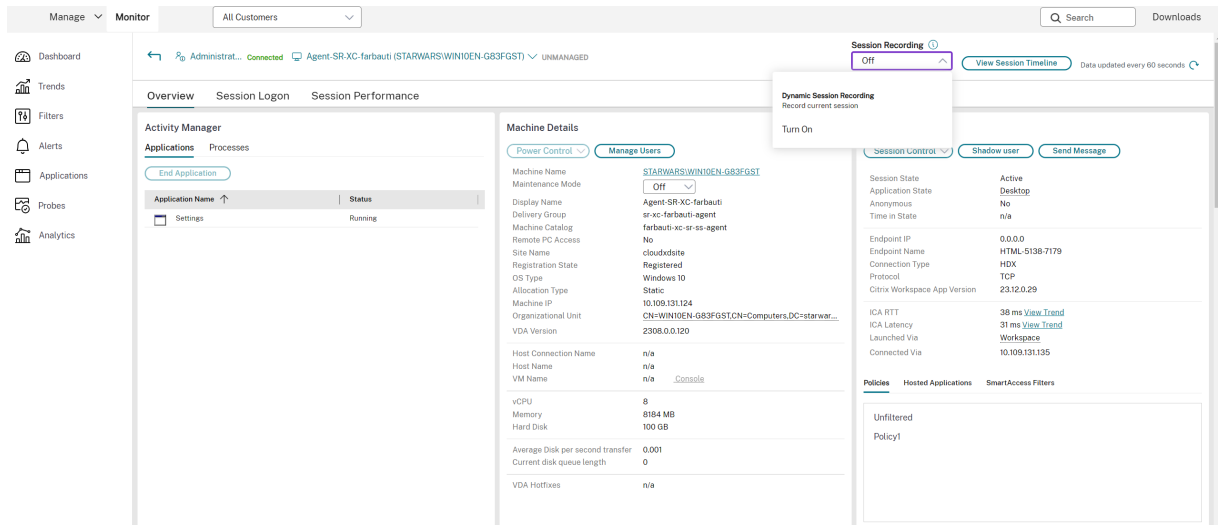 Manage
Monitor
All Customers
Search
Downloads
Dashboard
Trends
Filters
Alerts
Applications
Probes
Analytics
Administrat... Connected Agent-SR-XC-farbauti (STARWARS\WIN10EN-G83FGST) UNMANAGED
Session Recording
Off
View Session Timeline
Data updated every 60 seconds
Dynamic Session Recording
Record current session
Turn On
Overview Session Logon Session Performance
Activity Manager
Applications Processes
End Application
Application Name Status
Settings Running
Machine Details
Power Control Manage Users
Machine Name STARWARS\WIN10EN-G83FGST
Maintenance Mode Off
Display Name Agent-SR-XC-farbauti
Delivery Group sr-xc-farbauti-agent
Machine Catalog farbauti-xc-sr-ss-agent
Remote PC Access No
Site Name cloudxdsite
Registration State Registered
OS Type Windows 10
Allocation Type Static
Machine IP 10.109.131.124
Organizational Unit CN=WIN10EN-G83FGST,CN=Computers,DC=starwar...
VDA Version 2308.0.0.120
Host Connection Name n/a
Host Name n/a
VM Name n/a Console
vCPU 8
Memory 8184 MB
Hard Disk 100 GB
Average Disk per second transfer 0.001
Current disk queue length 0
VDA Hotfixes n/a
Session Control Shadow user Send Message
Session State Active
Application State Desktop
Anonymous No
Time in State n/a
Endpoint IP 0.0.0.0
Endpoint Name HTML-5138-7179
Connection Type HDX
Protocol TCP
Citrix Workspace App Version 23.12.0.29
ICA RTT 38 ms View Trend
ICA Latency 31 ms View Trend
Launched Via Workspace
Connected Via 10.109.131.135
Policies Hosted Applications SmartAccess Filters
Unfiltered
Policy1